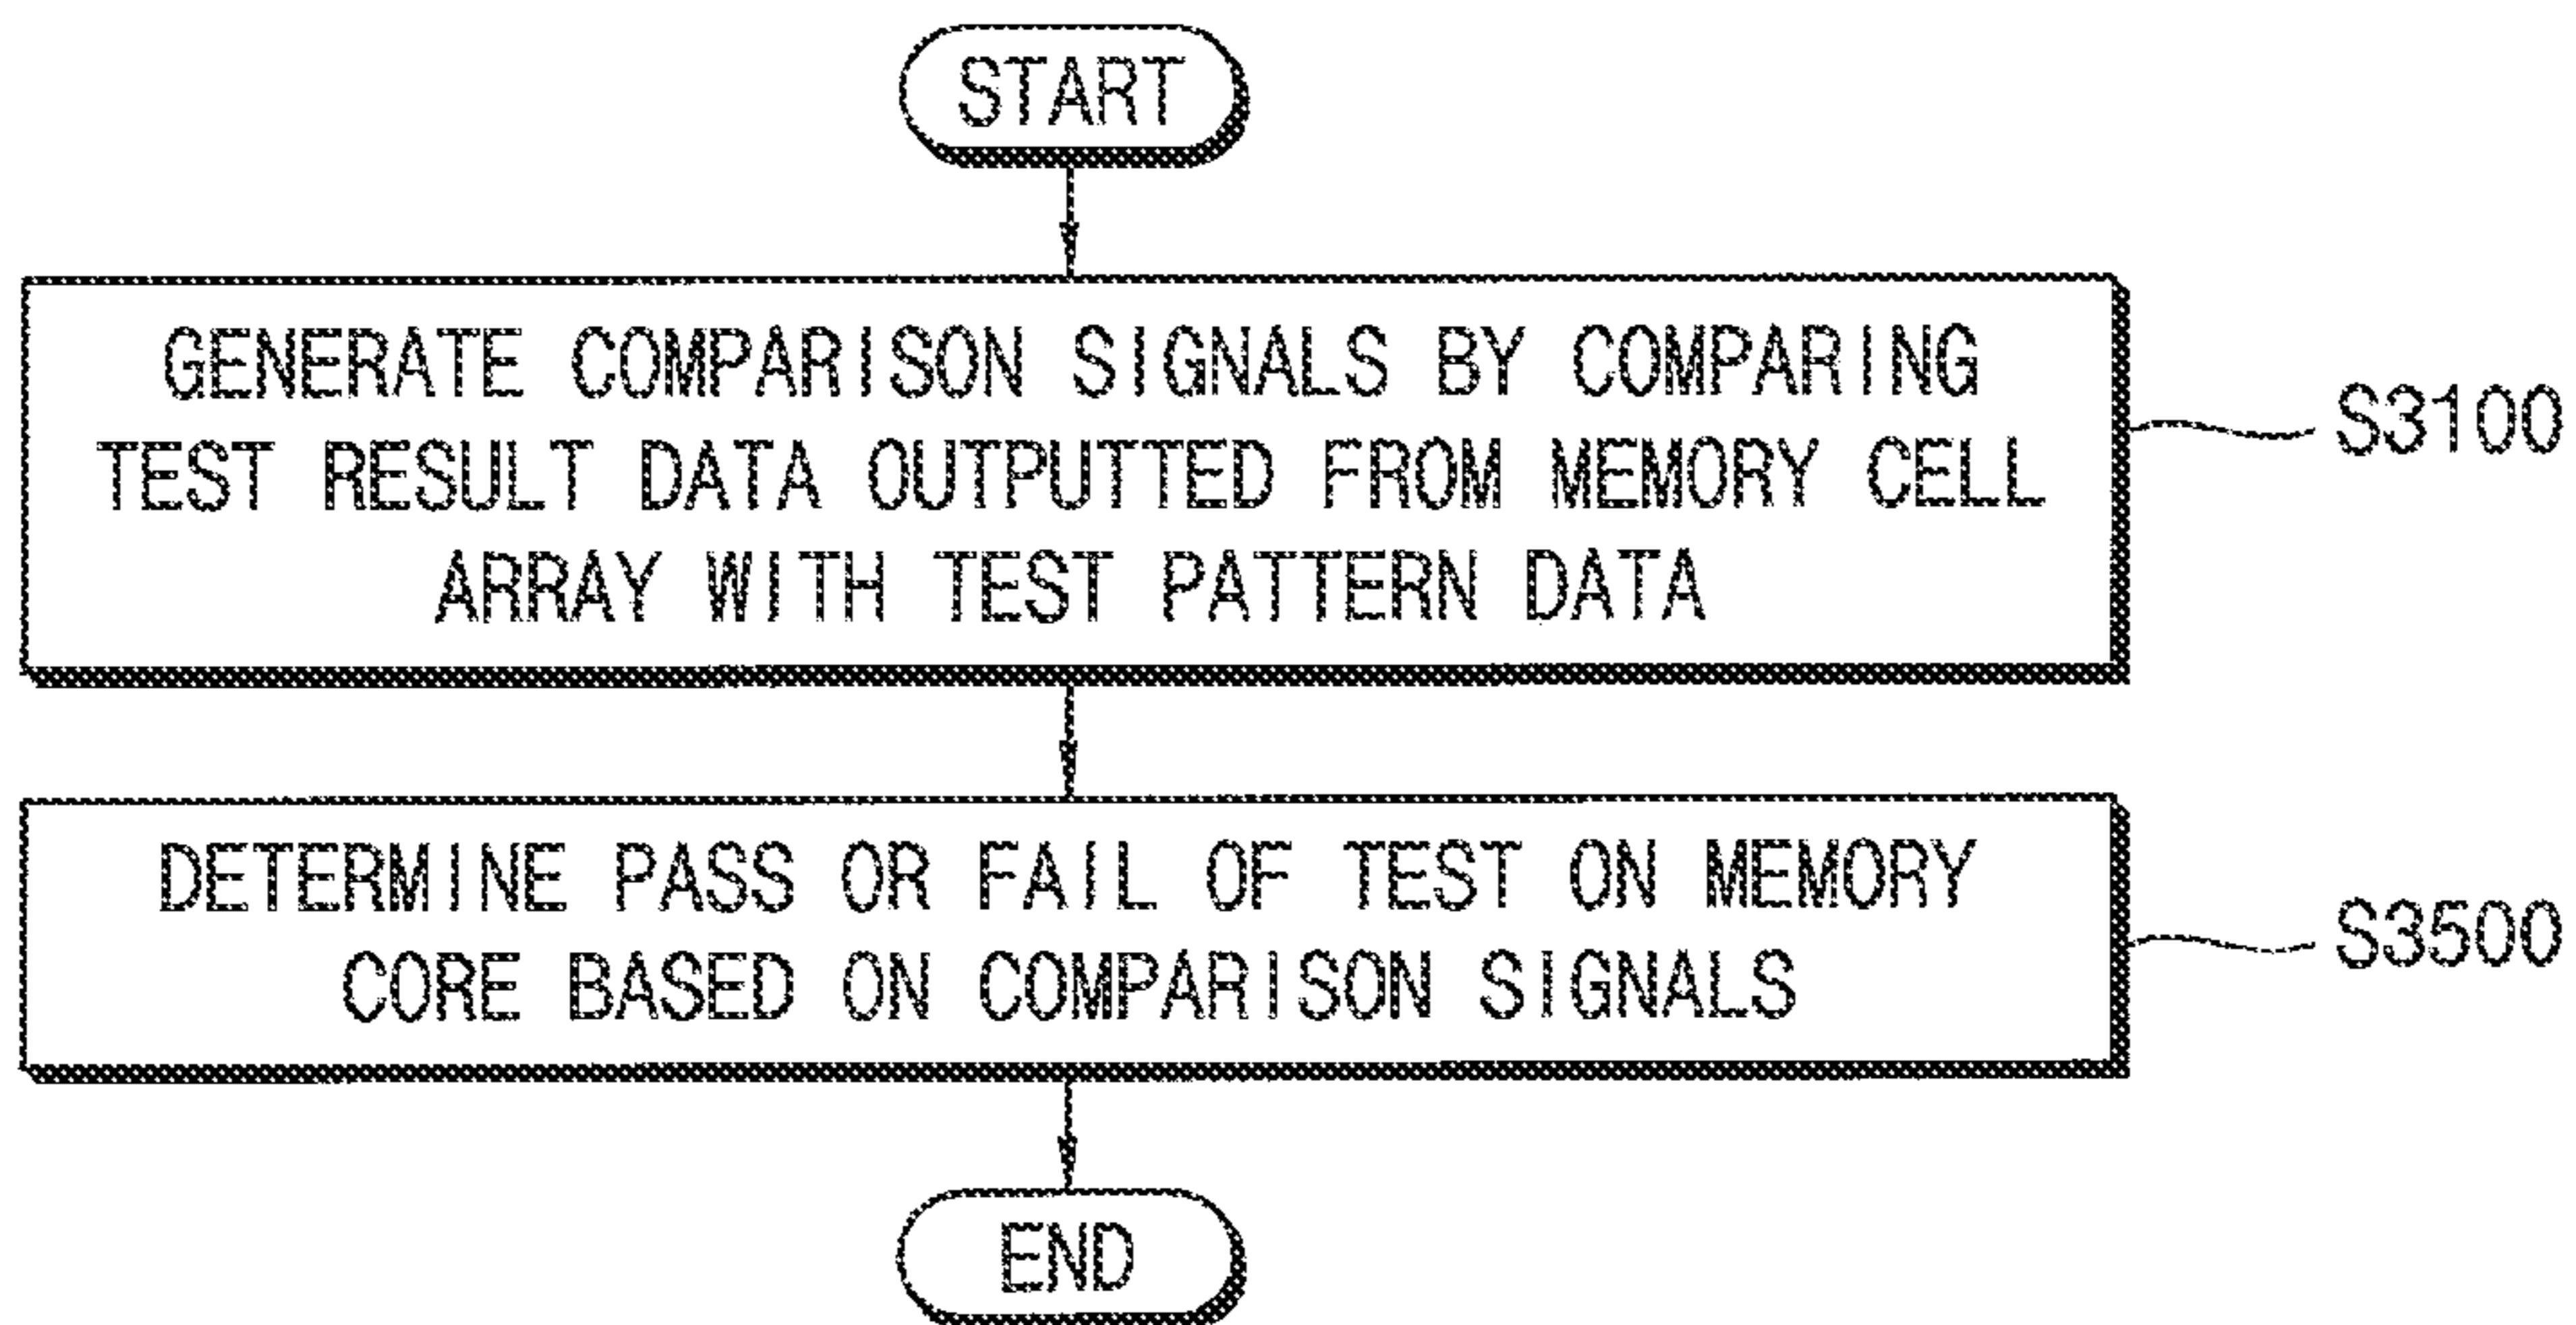 START
GENERATE COMPARISON SIGNALS BY COMPARING
TEST RESULT DATA OUTPUTTED FROM MEMORY CELL
ARRAY WITH TEST PATTERN DATA
S3100
DETERMINE PASS OR FAIL OF TEST ON MEMORY
CORE BASED ON COMPARISON SIGNALS
S3500
END